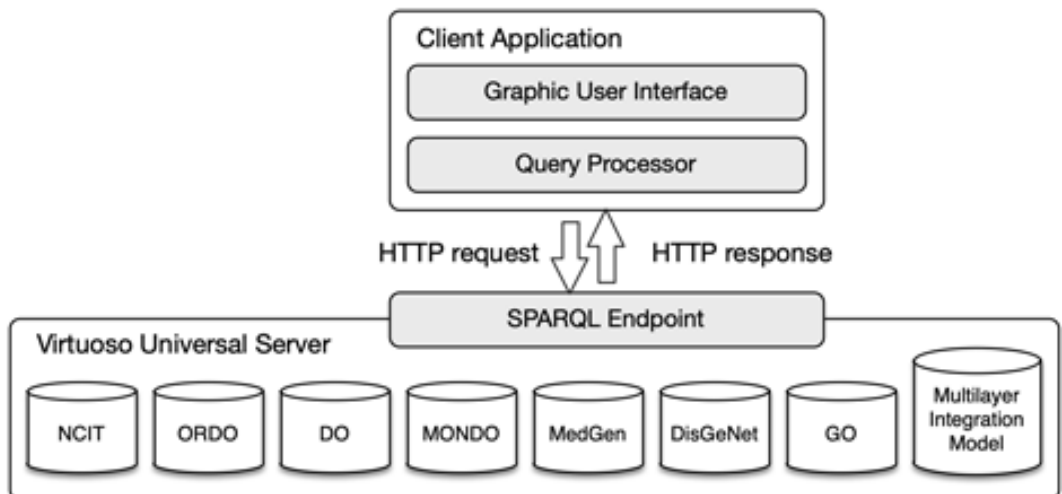 Client Application
Graphic User Interface
Query Processor
HTTP request
HTTP response
SPARQL Endpoint
Virtuoso Universal Server
NCIT
ORDO
DO
MONDO
MedGen
DisGeNet
GO
Multilayer
Integration
Model